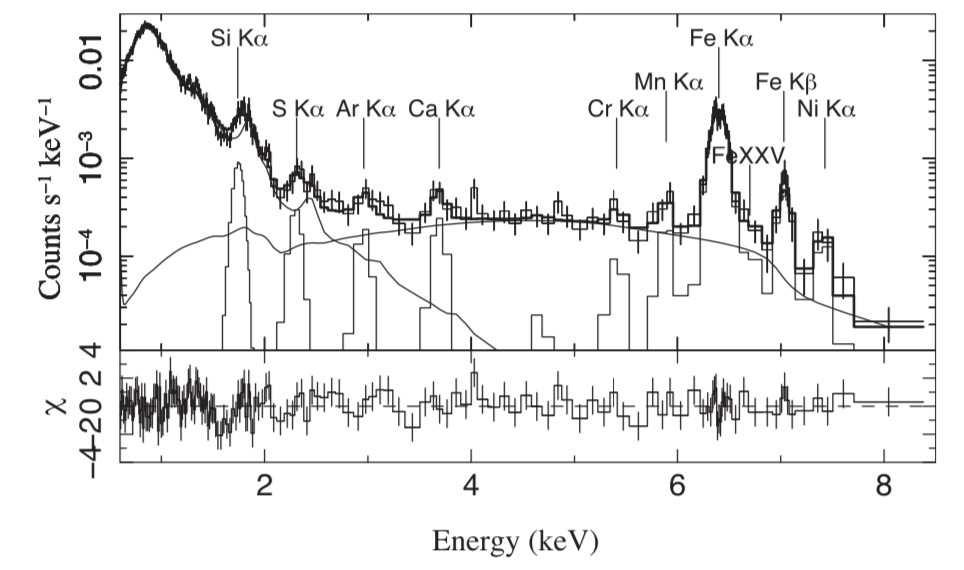 Si Kα
Fe Kα
Mn Kα
Fe Kβ
S Kα
Ar Kα
Ca Kα
Cr Kα
Ni Kα
FeXXV
Counts s⁻¹ keV⁻¹
0.01
10⁻³
10⁻⁴
χ
4
2
0
−2
−4
2
4
6
8
Energy (keV)